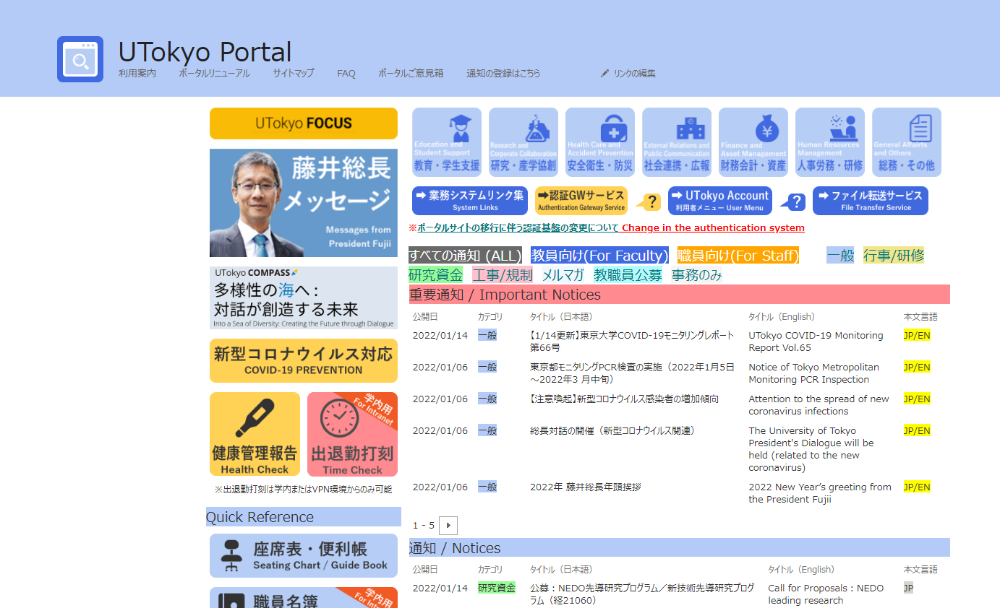 UTokyo Portal
利用案内 ポータルリニューアル サイトマップ FAQ ポータルご意見箱 通知の登録はこちら リンクの編集
UTokyo FOCUS
藤井総長
メッセージ
Messages from
President Fujii
UTokyo COMPASS
多様性の海へ：
対話が創造する未来
Into a Sea of Diversity: Creating the Future through Dialogue
新型コロナウイルス対応
COVID-19 PREVENTION
健康管理報告
Health Check
学内用
For Intranet
出退勤打刻
Time Check
※出退勤打刻は学内またはVPN環境からのみ可能
Quick Reference
座席表・便利帳
Seating Chart / Guide Book
学内用
For Intranet
職員名簿
Education and
Student Support
教育・学生支援
Research and
Corporate Collaboration
研究・産学協創
Health Care and
Accident Prevention
安全衛生・防災
External Relations and
Public Communication
社会連携・広報
Finance and
Asset Management
財務会計・資産
Human Resources
Management
人事労務・研修
General Affairs
and Others
総務・その他
➡ 業務システムリンク集
System Links
➡認証GWサービス
Authentication Gateway Service
?
➡ UTokyo Account
利用者メニュー User Menu
?
➡ ファイル転送サービス
File Transfer Service
※ポータルサイトの移行に伴う認証基盤の変更について Change in the authentication system
すべての通知 (ALL) 教員向け(For Faculty) 職員向け(For Staff) 一般 行事/研修
研究資金 工事/規制 メルマガ 教職員公募 事務のみ
重要通知 / Important Notices
公開日 カテゴリ タイトル（日本語） タイトル（English） 本文言語
2022/01/14 一般 【1/14更新】東京大学COVID-19モニタリングレポート UTokyo COVID-19 Monitoring JP/EN
第66号 Report Vol.65
2022/01/06 一般 東京都モニタリングPCR検査の実施（2022年1月5日 Notice of Tokyo Metropolitan JP/EN
～2022年3 月中旬） Monitoring PCR Inspection
2022/01/06 一般 【注意喚起】新型コロナウイルス感染者の増加傾向 Attention to the spread of new JP/EN
coronavirus infections
2022/01/06 一般 総長対話の開催（新型コロナウイルス関連） The University of Tokyo JP/EN
President's Dialogue will be
held (related to the new
coronavirus)
2022/01/06 一般 2022年 藤井総長年頭挨拶 2022 New Year’s greeting from JP/EN
the President Fujii
1 - 5
通知 / Notices
公開日 カテゴリ タイトル（日本語） タイトル（English） 本文言語
2022/01/14 研究資金 公募：NEDO先導研究プログラム／新技術先導研究プログ Call for Proposals : NEDO JP
ラム（経21060） leading research